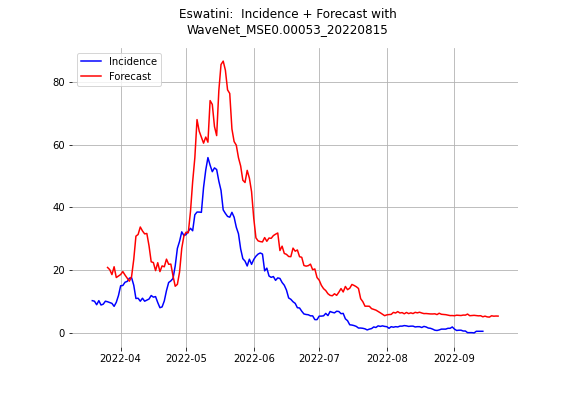 Eswatini:  Incidence + Forecast with
WaveNet_MSE0.00053_20220815
Incidence
Forecast
80
60
40
20
0
2022-04
2022-05
2022-06
2022-07
2022-08
2022-09